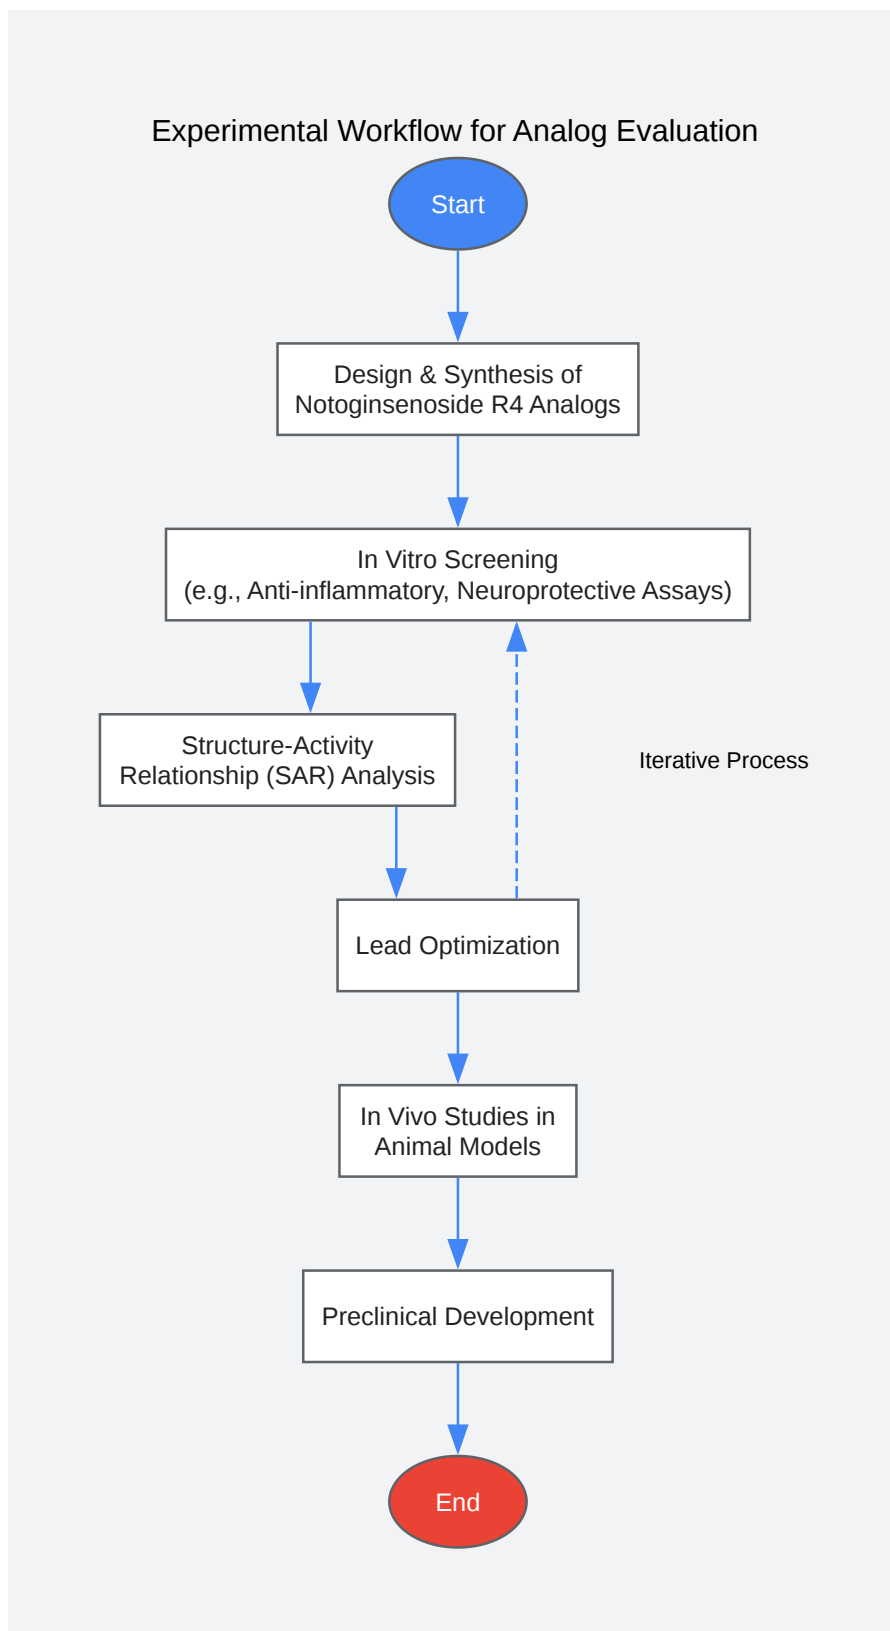 Experimental Workflow for Analog Evaluation
Start
Design & Synthesis of
Notoginsenoside R4 Analogs
In Vitro Screening
(e.g., Anti-inflammatory, Neuroprotective Assays)
Structure-Activity
Relationship (SAR) Analysis
Iterative Process
Lead Optimization
In Vivo Studies in
Animal Models
Preclinical Development
End